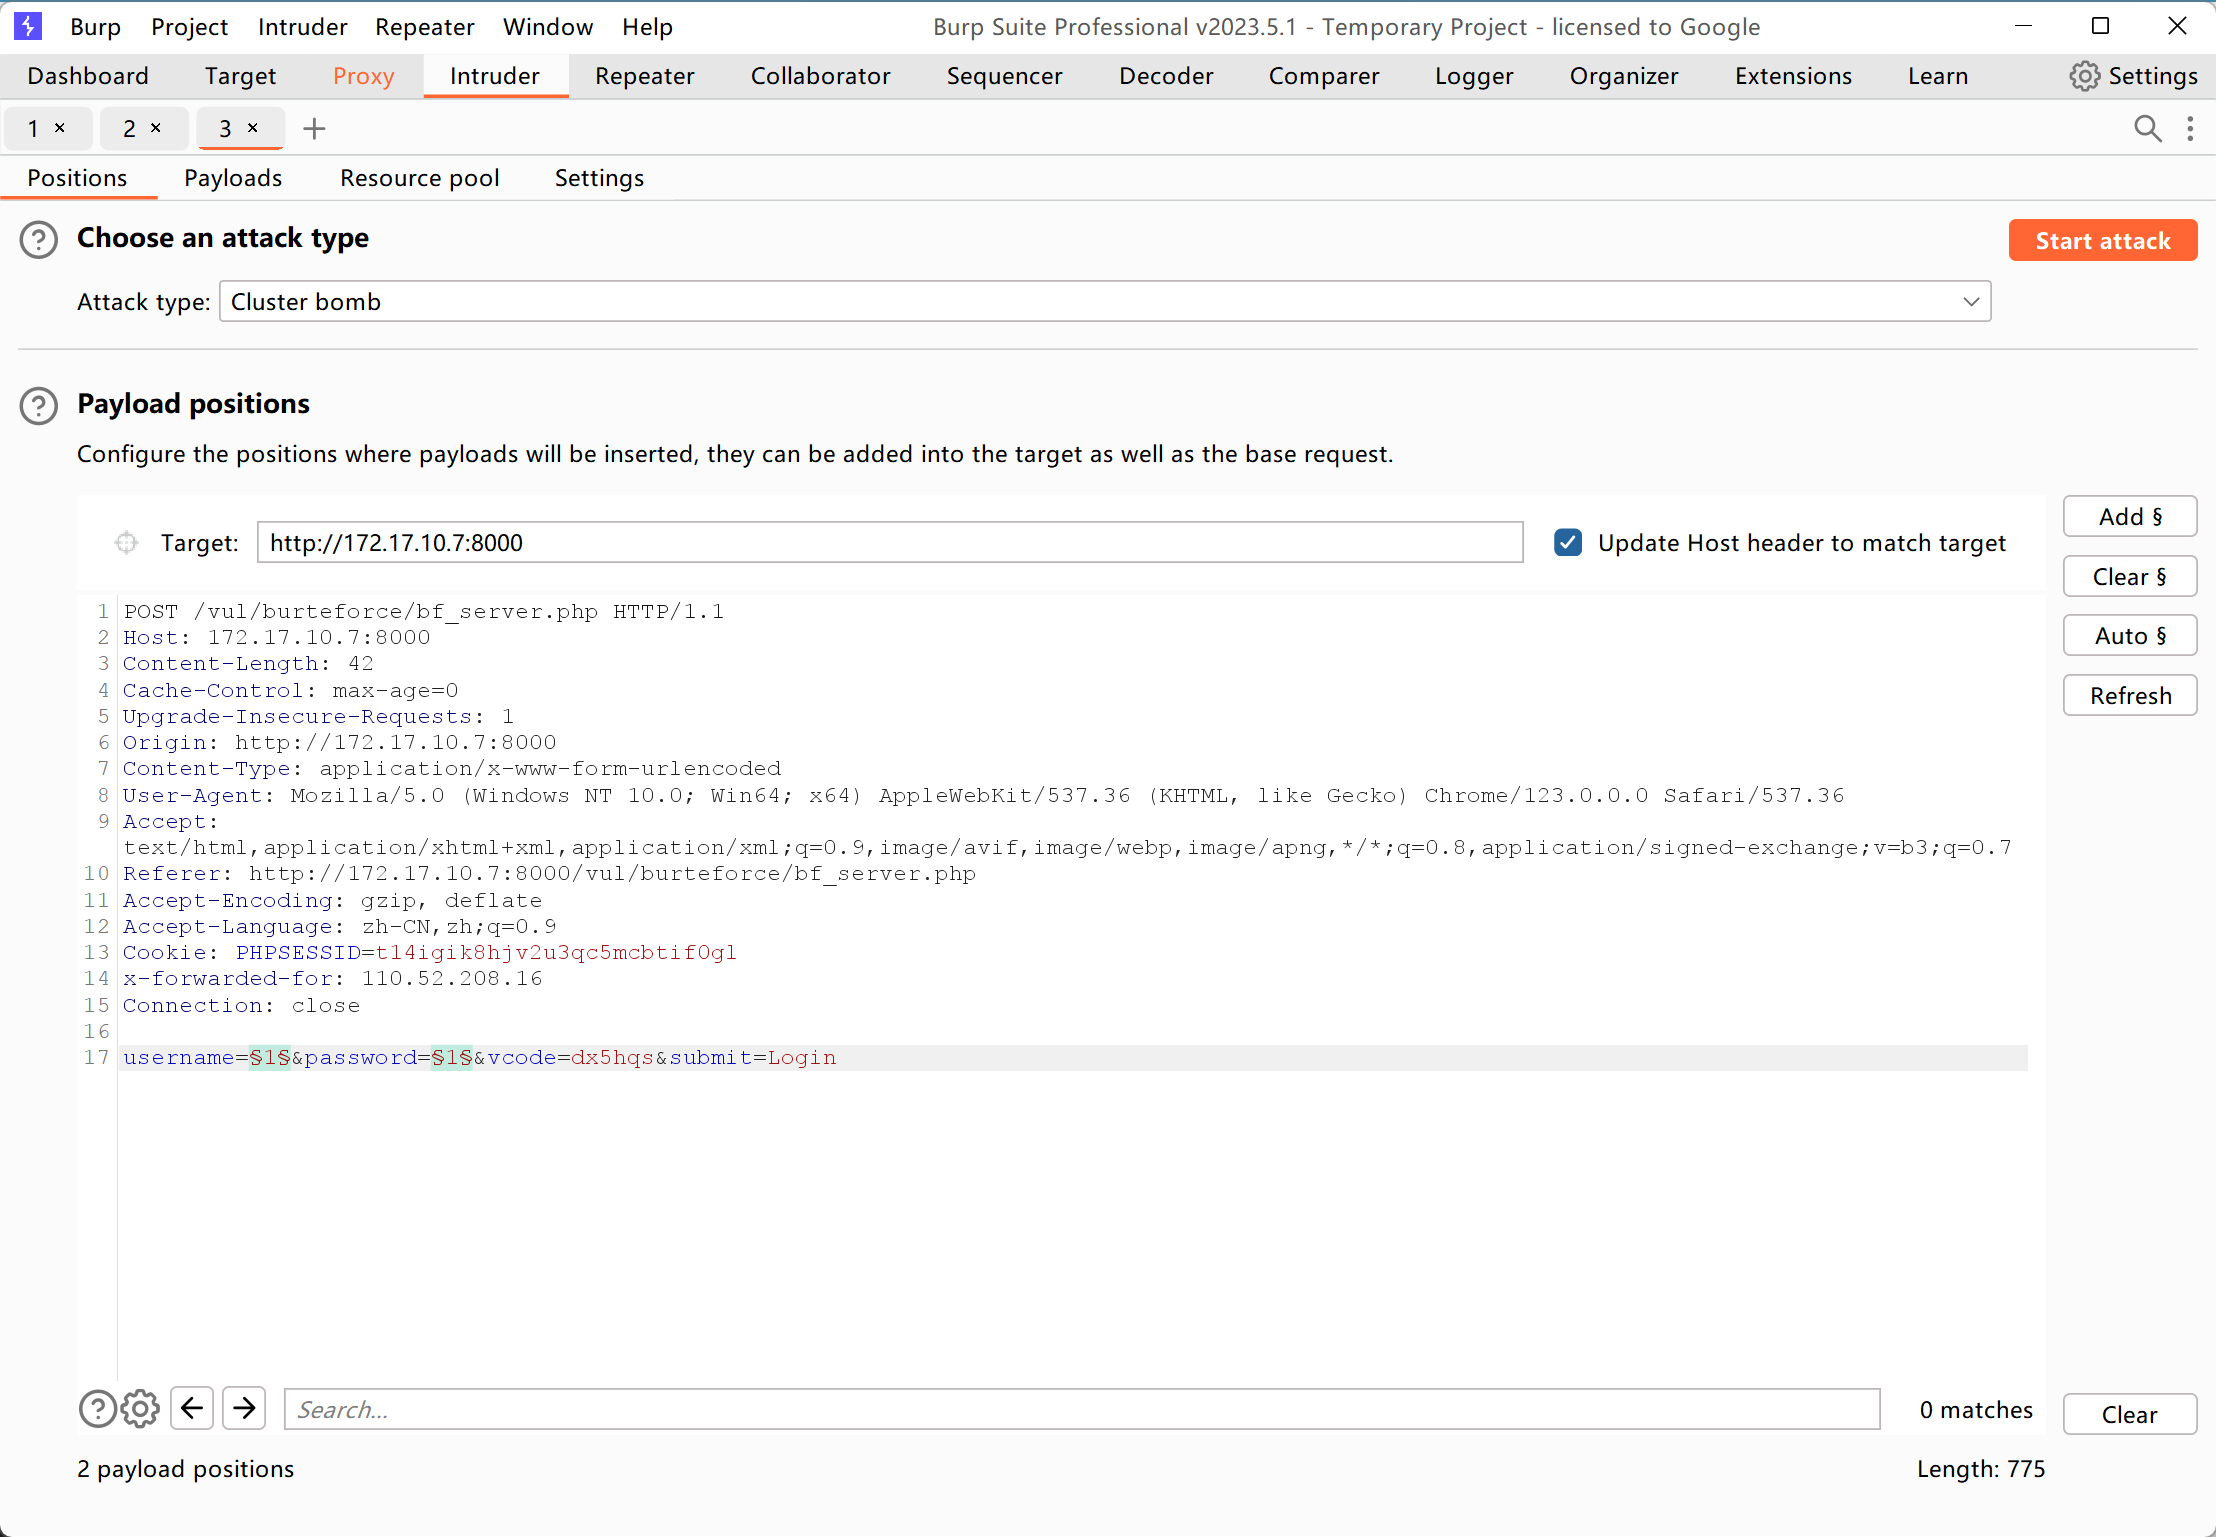 Burp Project Intruder Repeater Window Help Burp Suite Professional v2023.5.1 - Temporary Project - licensed to Google
Dashboard Target Proxy Intruder Repeater Collaborator Sequencer Decoder Comparer Logger Organizer Extensions Learn Settings
1 × 2 × 3 × +
Positions Payloads Resource pool Settings
Choose an attack type
Start attack
Attack type: Cluster bomb
Payload positions
Configure the positions where payloads will be inserted, they can be added into the target as well as the base request.
Target: http://172.17.10.7:8000 Update Host header to match target
Add §
Clear §
Auto §
Refresh
1 POST /vul/burteforce/bf_server.php HTTP/1.1
2 Host: 172.17.10.7:8000
3 Content-Length: 42
4 Cache-Control: max-age=0
5 Upgrade-Insecure-Requests: 1
6 Origin: http://172.17.10.7:8000
7 Content-Type: application/x-www-form-urlencoded
8 User-Agent: Mozilla/5.0 (Windows NT 10.0; Win64; x64) AppleWebKit/537.36 (KHTML, like Gecko) Chrome/123.0.0.0 Safari/537.36
9 Accept:
text/html,application/xhtml+xml,application/xml;q=0.9,image/avif,image/webp,image/apng,*/*;q=0.8,application/signed-exchange;v=b3;q=0.7
10 Referer: http://172.17.10.7:8000/vul/burteforce/bf_server.php
11 Accept-Encoding: gzip, deflate
12 Accept-Language: zh-CN,zh;q=0.9
13 Cookie: PHPSESSID=t14igik8hjv2u3qc5mcbtif0gl
14 x-forwarded-for: 110.52.208.16
15 Connection: close
16
17 username=§1§&password=§1§&vcode=dx5hqs&submit=Login
Search...
0 matches
Clear
2 payload positions
Length: 775